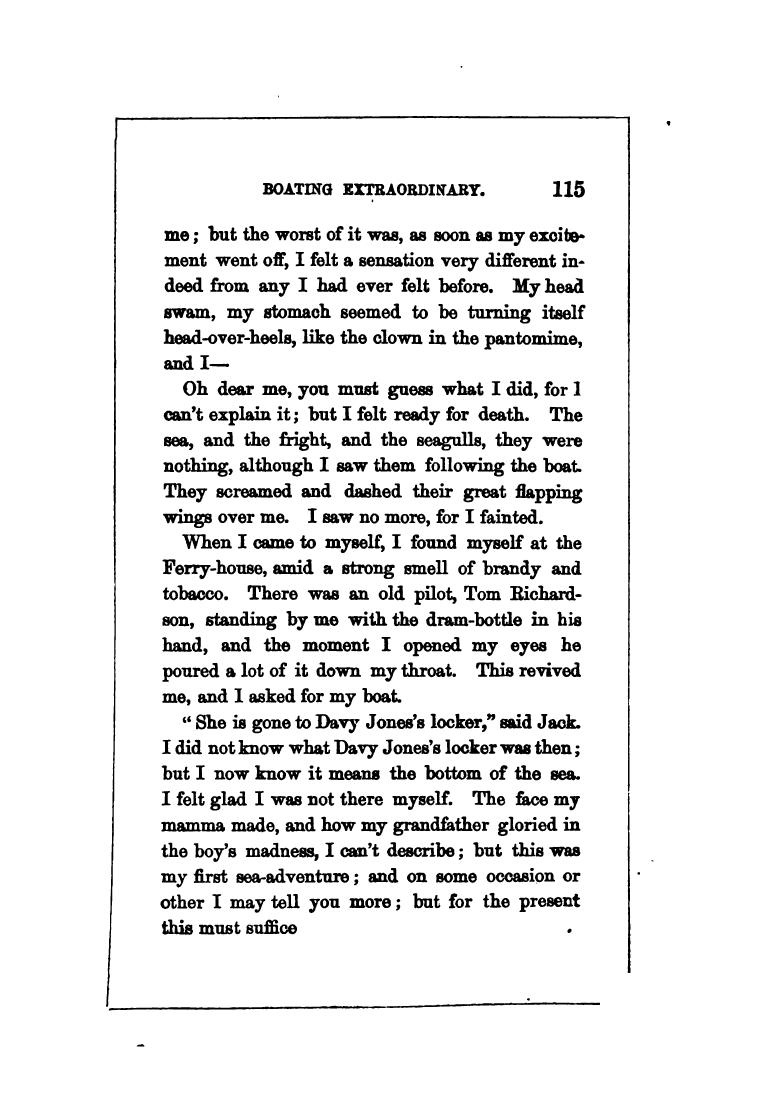 BOATING EXTRAORDINARY. 115
me; but the worst of it was, as soon as my excite-
ment went off, I felt a sensation very different in-
deed from any I had ever felt before. My head
swam, my stomach seemed to be turning itself
head-over-heels, like the clown in the pantomime,
and I—
Oh dear me, you must guess what I did, for I
can't explain it; but I felt ready for death. The
sea, and the fright, and the seagulls, they were
nothing, although I saw them following the boat.
They screamed and dashed their great flapping
wings over me. I saw no more, for I fainted.
When I came to myself, I found myself at the
Ferry-house, amid a strong smell of brandy and
tobacco. There was an old pilot, Tom Richard-
son, standing by me with the dram-bottle in his
hand, and the moment I opened my eyes he
poured a lot of it down my throat. This revived
me, and I asked for my boat.
"She is gone to Davy Jones's locker," said Jack.
I did not know what Davy Jones's locker was then;
but I now know it means the bottom of the sea.
I felt glad I was not there myself. The face my
mamma made, and how my grandfather gloried in
the boy's madness, I can't describe; but this was
my first sea-adventure; and on some occasion or
other I may tell you more; but for the present
this must suffice